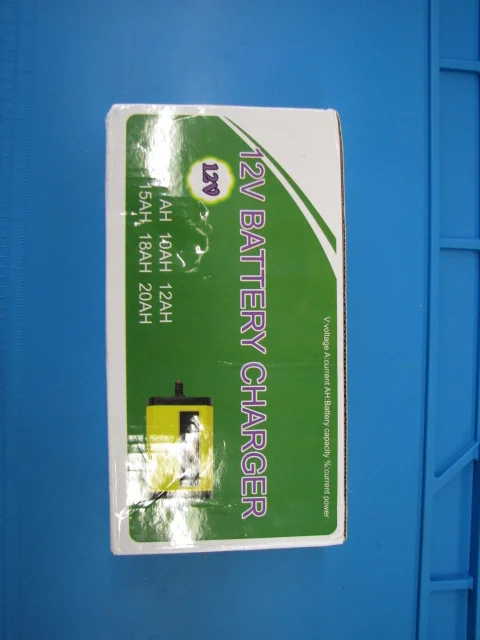 12V BATTERY CHARGER
12V
AH 10AH 12AH
15AH 18AH 20AH
V:voltage A:current AH:Battery capacity %:current power